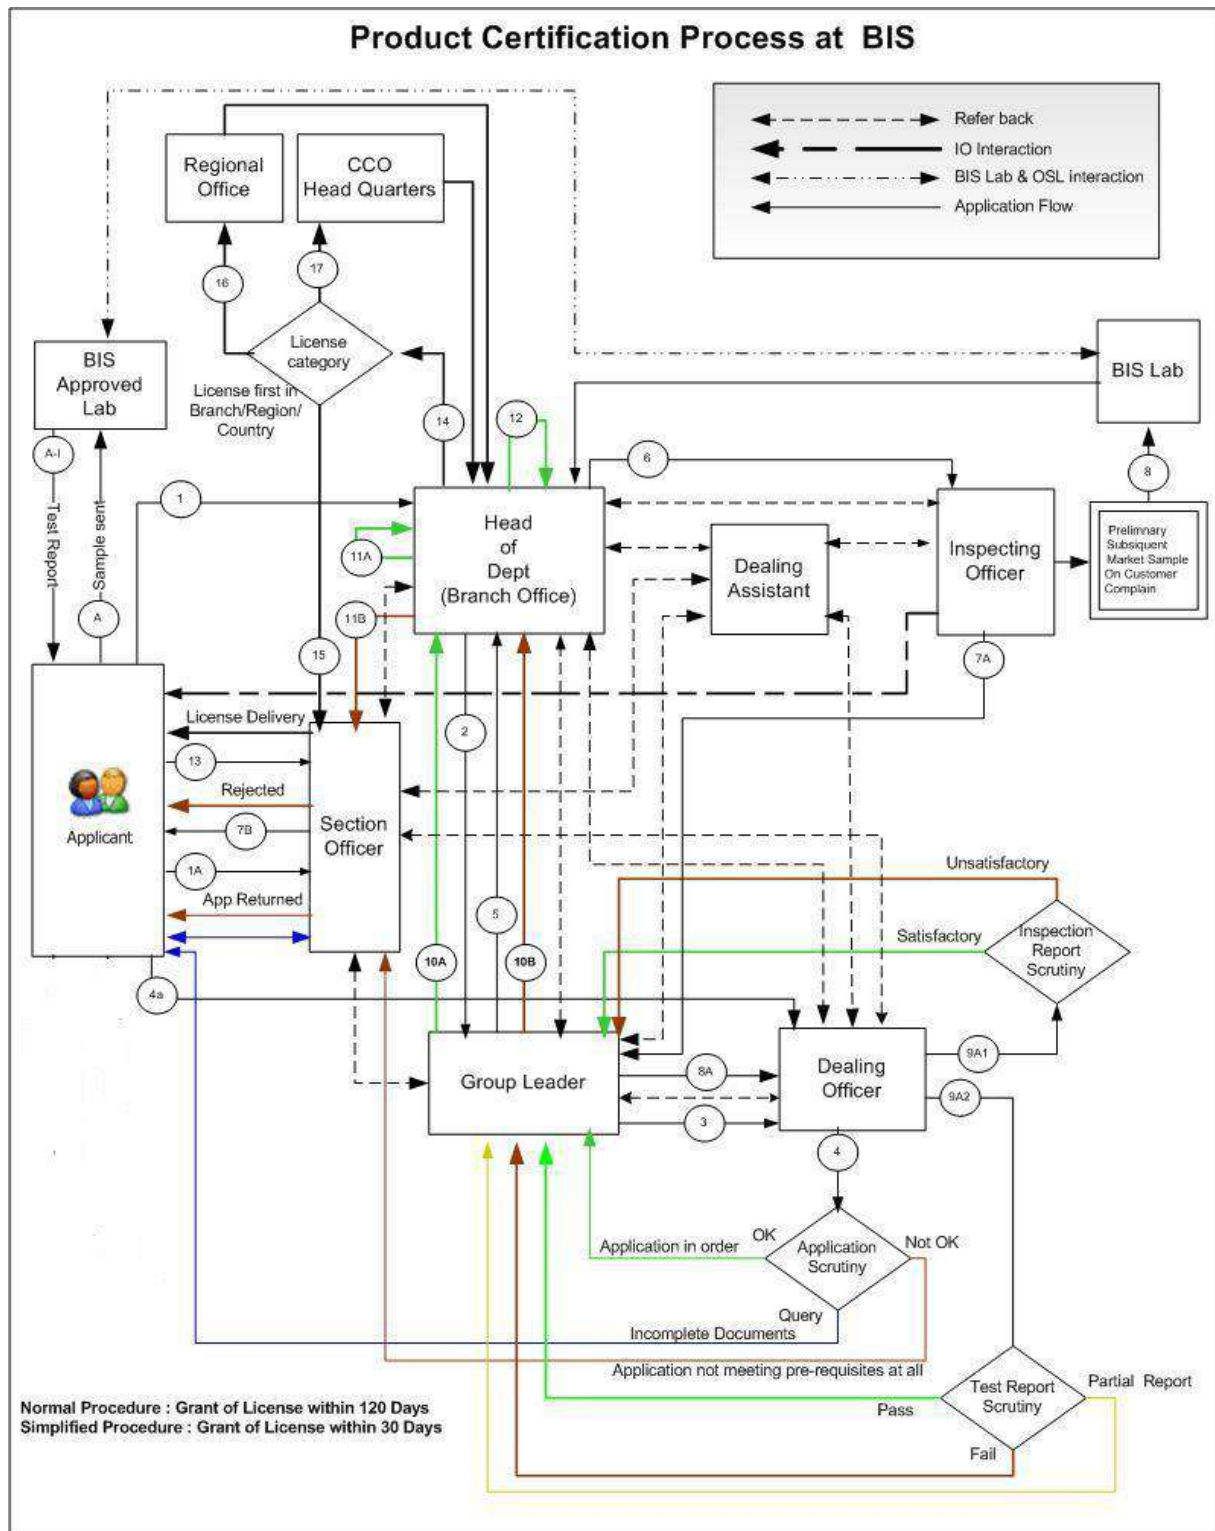 Product Certification Process at BIS
Refer back
IO Interaction
BIS Lab & OSL interaction
Application Flow
Regional
Office
CCO
Head Quarters
16
17
License
category
License first in
Branch/Region/
Country
BIS
Approved
Lab
BIS Lab
A-I
Test Report
Sample sent
A
1
14
12
6
8
Head
of
Dept
(Branch Office)
11A
11B
Dealing
Assistant
Inspecting
Officer
Prelimnary
Subsiquent
Market Sample
On Customer
Complain
15
7A
2
License Delivery
13
Rejected
7B
1A
App Returned
Applicant
Section
Officer
4a
10A
5
10B
Unsatisfactory
Satisfactory
Inspection
Report
Scrutiny
Group Leader
8A
3
Dealing
Officer
9A1
9A2
4
OK
Not OK
Application in order
Application
Scrutiny
Query
Incomplete Documents
Application not meeting pre-requisites at all
Test Report
Scrutiny
Partial Report
Pass
Fail
Normal Procedure : Grant of License within 120 Days
Simplified Procedure : Grant of License within 30 Days